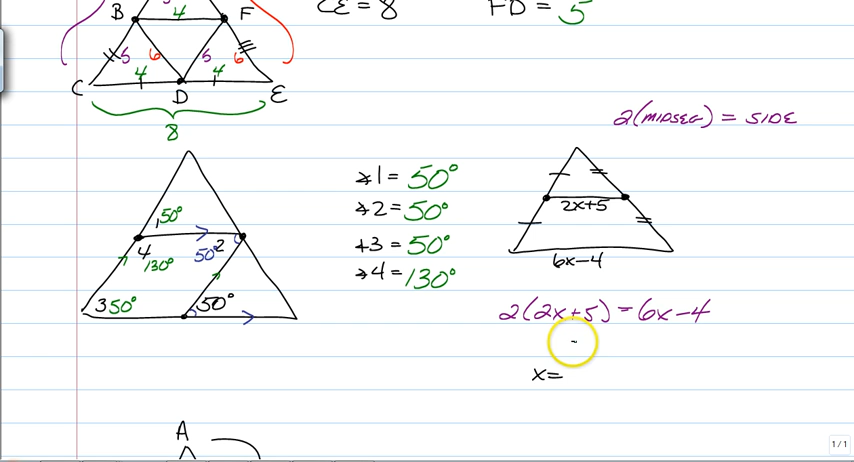 CE = 8
FD = 5
B 4 F
5 6 5 6
4 4
C D E
8
2(MIDSEG) = SIDE
1 50°
4 50° 2
130°
3 50° 50°
∠1 = 50°
∠2 = 50°
∠3 = 50°
∠4 = 130°
2x+5
6x-4
2(2x+5) = 6x-4
x=
A
1 / 1